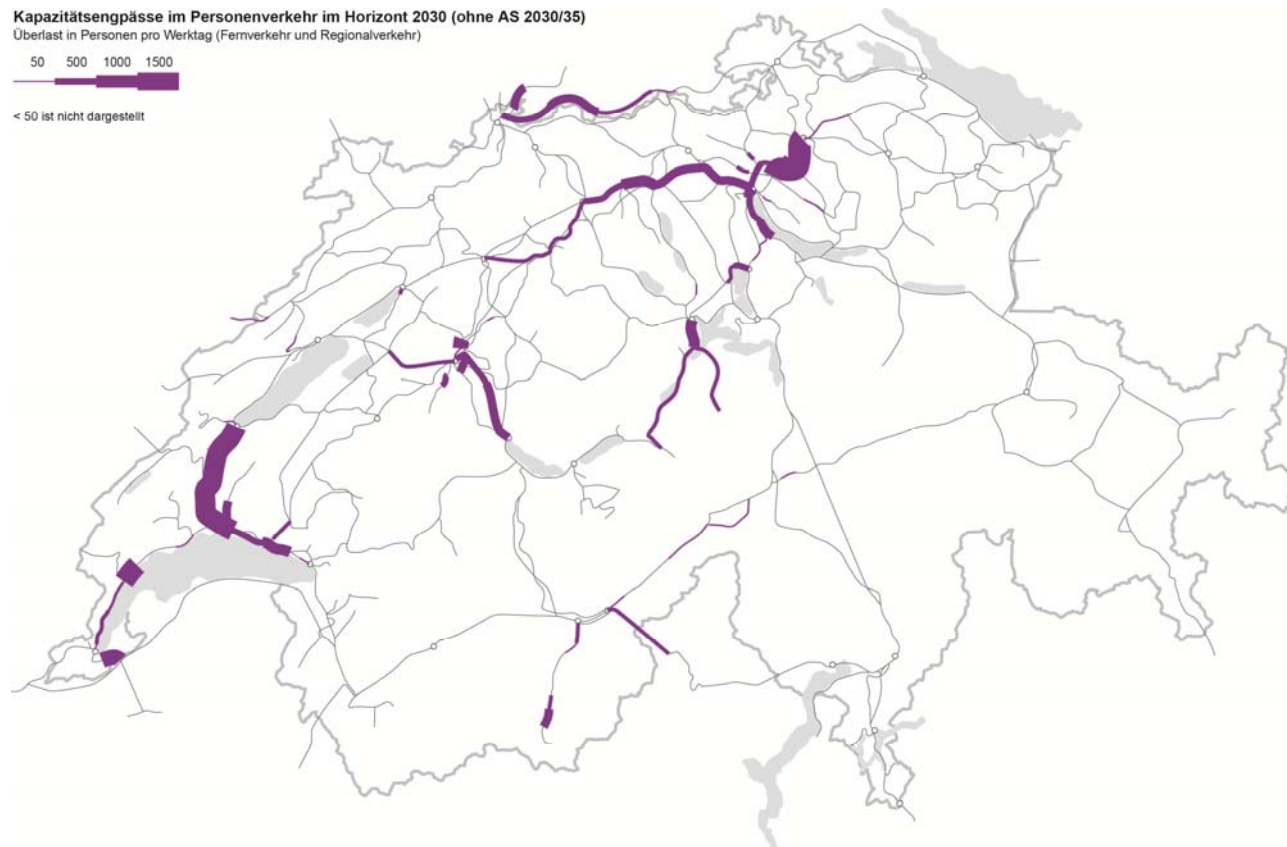 Kapazitätsengpässe im Personenverkehr im Horizont 2030 (ohne AS 2030/35)
Überlast in Personen pro Werktag (Fernverkehr und Regionalverkehr)
50 500 1000 1500
< 50 ist nicht dargestellt